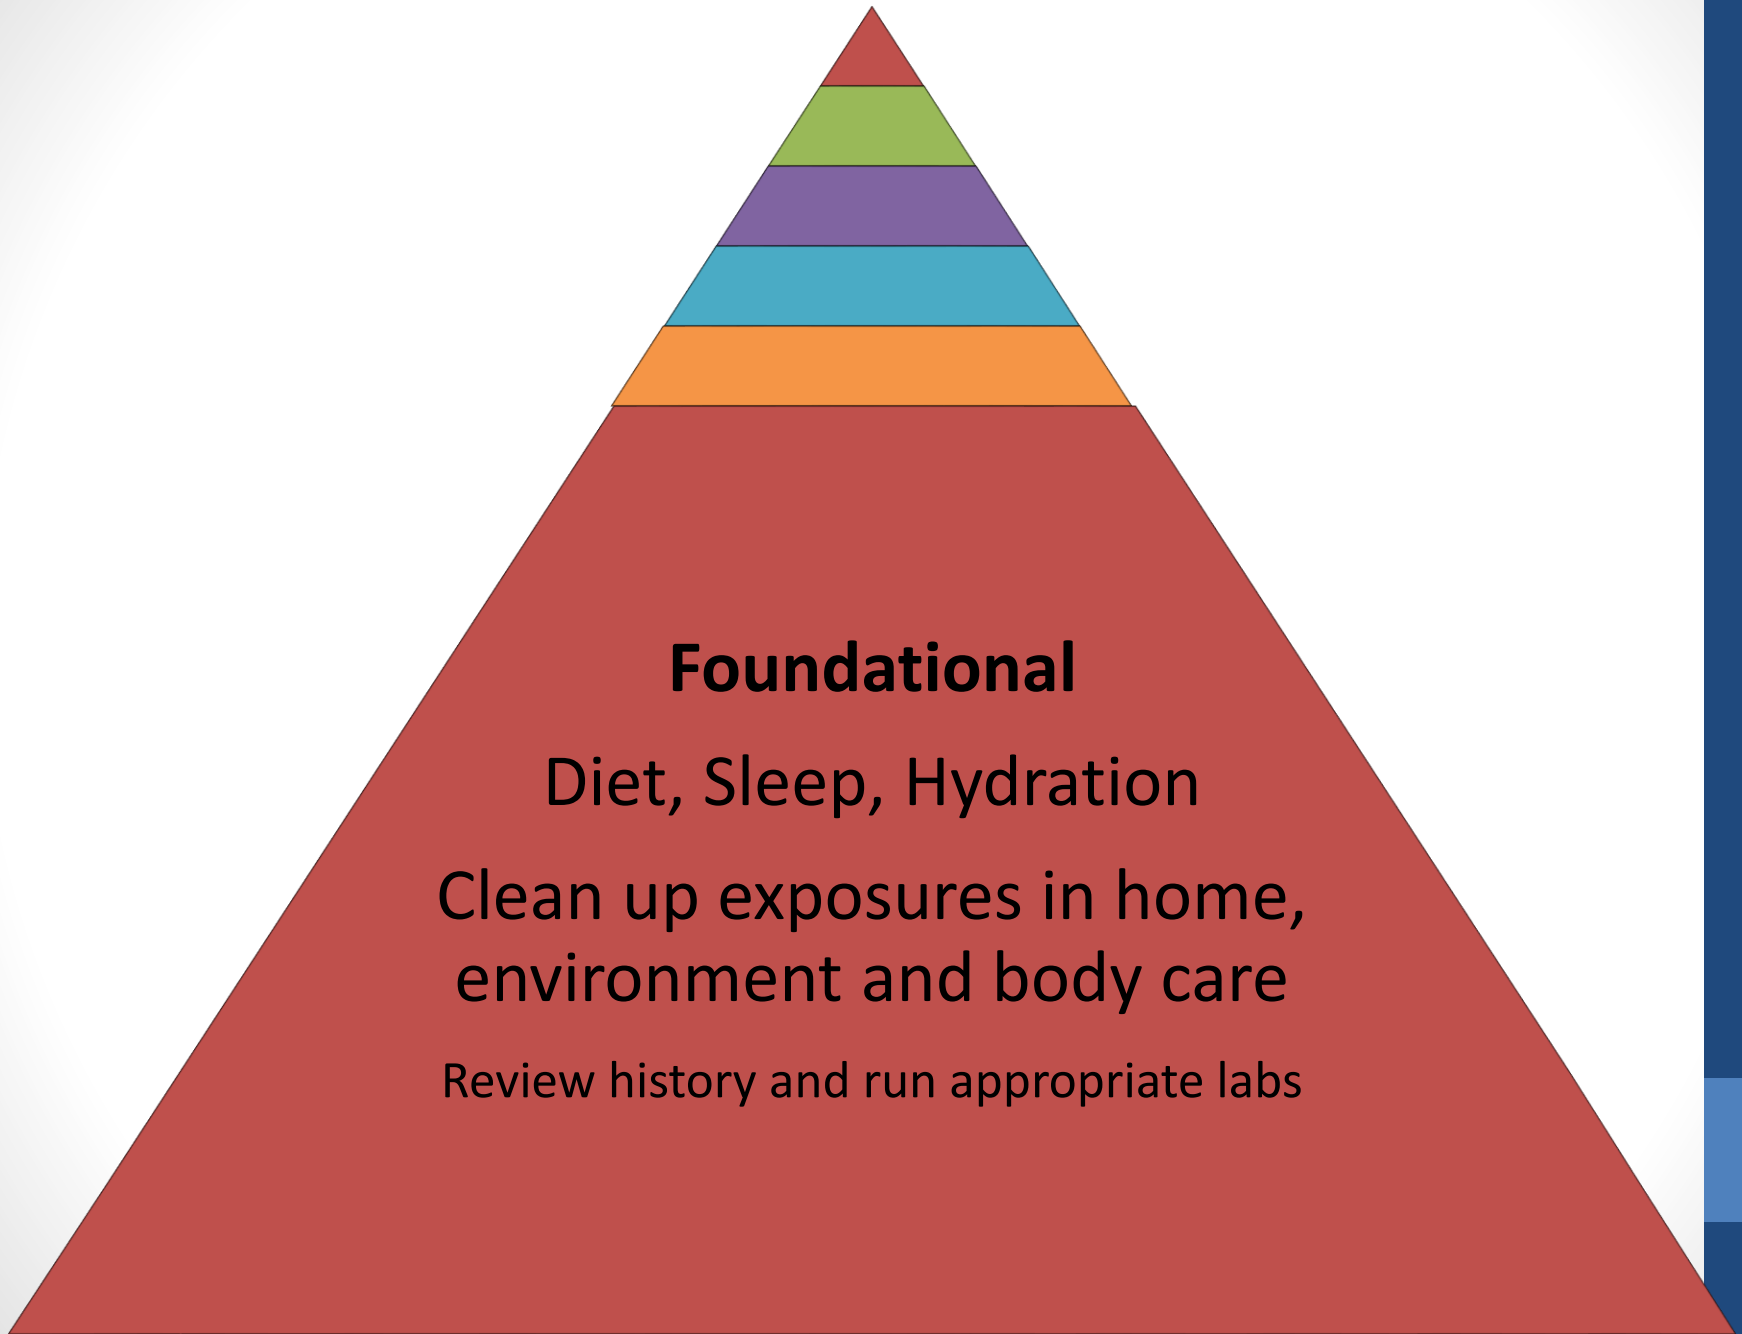 Foundational
Diet, Sleep, Hydration
Clean up exposures in home,
environment and body care
Review history and run appropriate labs